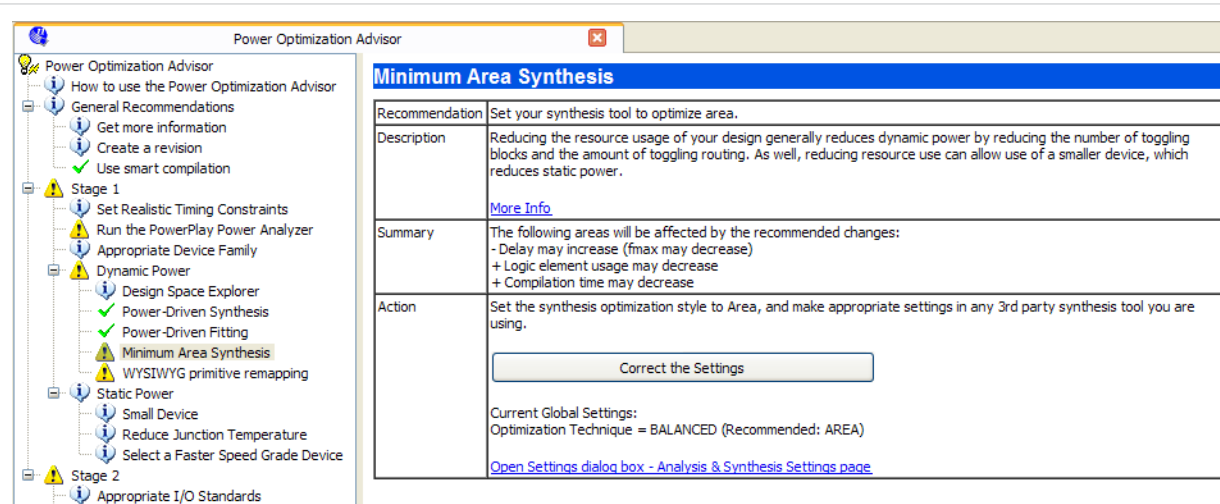 Power Optimization Advisor
Power Optimization Advisor
How to use the Power Optimization Advisor
General Recommendations
Get more information
Create a revision
Use smart compilation
Stage 1
Set Realistic Timing Constraints
Run the PowerPlay Power Analyzer
Appropriate Device Family
Dynamic Power
Design Space Explorer
Power-Driven Synthesis
Power-Driven Fitting
Minimum Area Synthesis
WYSIWYG primitive remapping
Static Power
Small Device
Reduce Junction Temperature
Select a Faster Speed Grade Device
Stage 2
Appropriate I/O Standards
Minimum Area Synthesis
Recommendation Set your synthesis tool to optimize area.
Description Reducing the resource usage of your design generally reduces dynamic power by reducing the number of toggling
blocks and the amount of toggling routing. As well, reducing resource use can allow use of a smaller device, which
reduces static power.
More Info
Summary The following areas will be affected by the recommended changes:
- Delay may increase (fmax may decrease)
+ Logic element usage may decrease
+ Compilation time may decrease
Action Set the synthesis optimization style to Area, and make appropriate settings in any 3rd party synthesis tool you are
using.
Correct the Settings
Current Global Settings:
Optimization Technique = BALANCED (Recommended: AREA)
Open Settings dialog box - Analysis & Synthesis Settings page